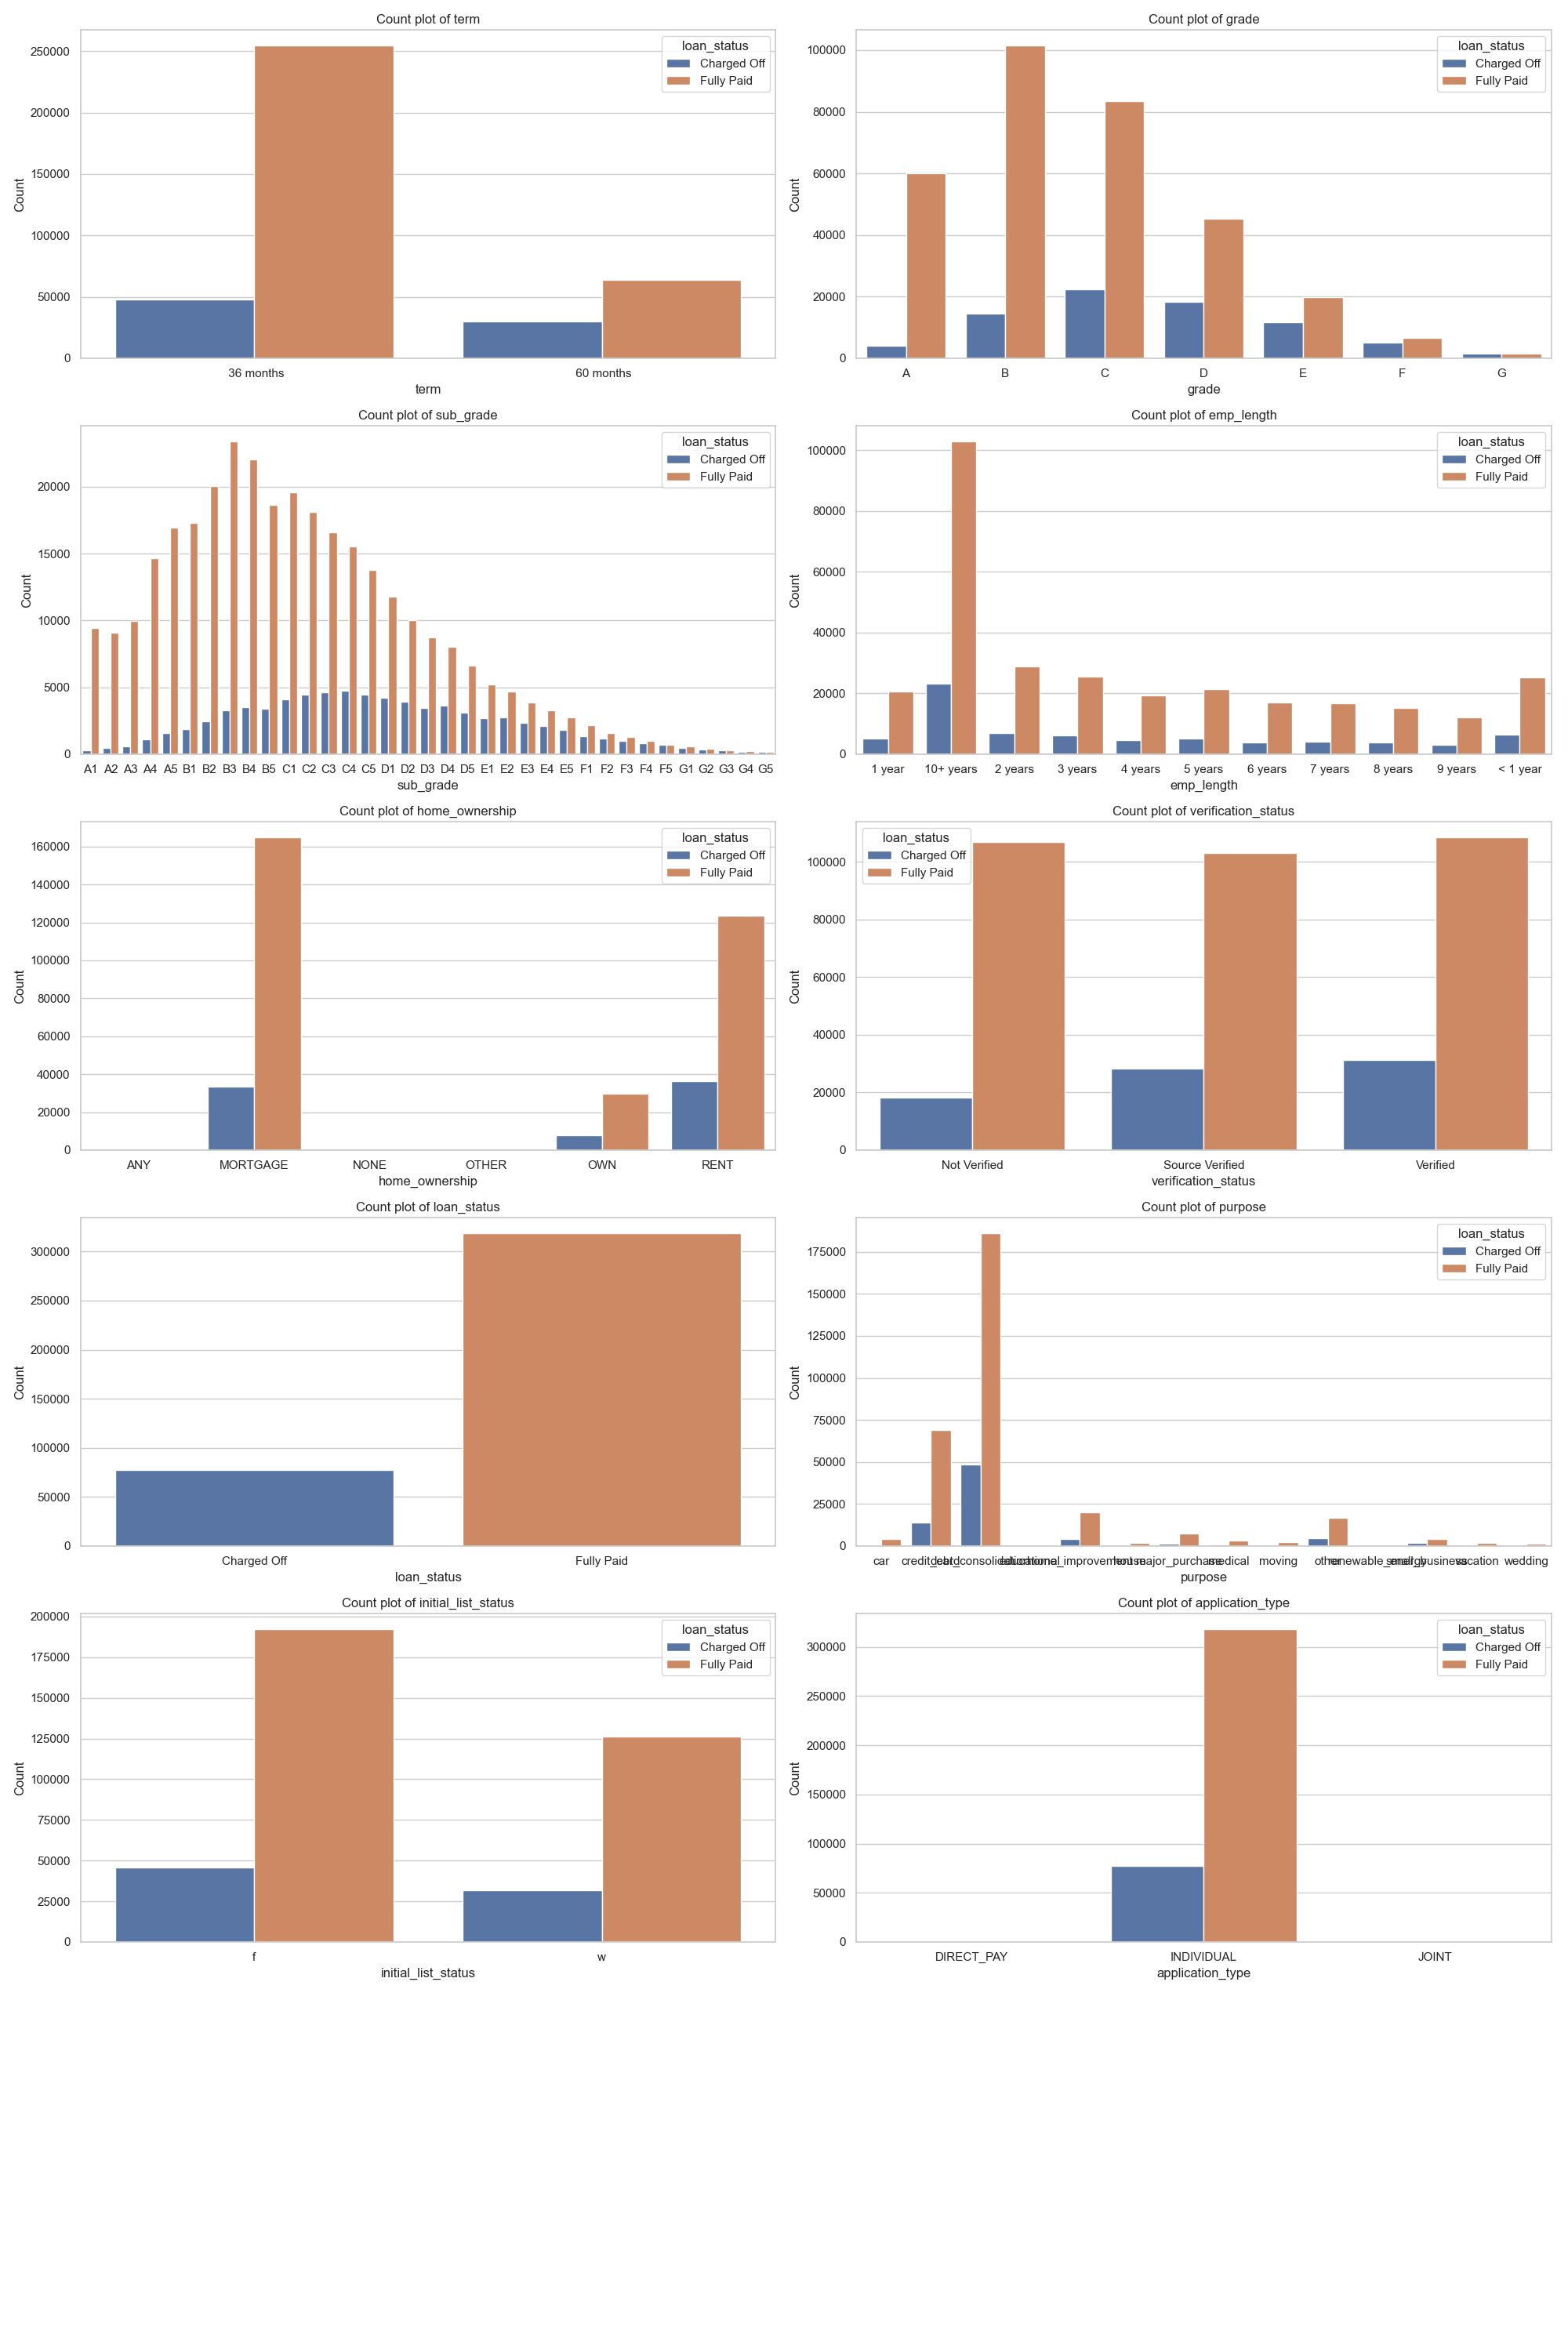 Count plot of term
250000
200000
150000
100000
50000
0
Count
loan_status
Charged Off
Fully Paid
36 months 60 months
term
Count plot of grade
100000
80000
60000
40000
20000
0
Count
loan_status
Charged Off
Fully Paid
A B C D E F G
grade
Count plot of sub_grade
20000
15000
10000
5000
0
Count
loan_status
Charged Off
Fully Paid
A1 A2 A3 A4 A5 B1 B2 B3 B4 B5 C1 C2 C3 C4 C5 D1 D2 D3 D4 D5 E1 E2 E3 E4 E5 F1 F2 F3 F4 F5 G1 G2 G3 G4 G5
sub_grade
Count plot of emp_length
100000
80000
60000
40000
20000
0
Count
loan_status
Charged Off
Fully Paid
1 year 10+ years 2 years 3 years 4 years 5 years 6 years 7 years 8 years 9 years < 1 year
emp_length
Count plot of home_ownership
160000
140000
120000
100000
80000
60000
40000
20000
0
Count
loan_status
Charged Off
Fully Paid
ANY MORTGAGE NONE OTHER OWN RENT
home_ownership
Count plot of verification_status
100000
80000
60000
40000
20000
0
Count
loan_status
Charged Off
Fully Paid
Not Verified Source Verified Verified
verification_status
Count plot of loan_status
300000
250000
200000
150000
100000
50000
0
Count
Charged Off Fully Paid
loan_status
Count plot of purpose
175000
150000
125000
100000
75000
50000
25000
0
Count
loan_status
Charged Off
Fully Paid
car major_purchase medical moving other vacation wedding
purpose
Count plot of initial_list_status
200000
175000
150000
125000
100000
75000
50000
25000
0
Count
loan_status
Charged Off
Fully Paid
f w
initial_list_status
Count plot of application_type
300000
250000
200000
150000
100000
50000
0
Count
loan_status
Charged Off
Fully Paid
DIRECT_PAY INDIVIDUAL JOINT
application_type